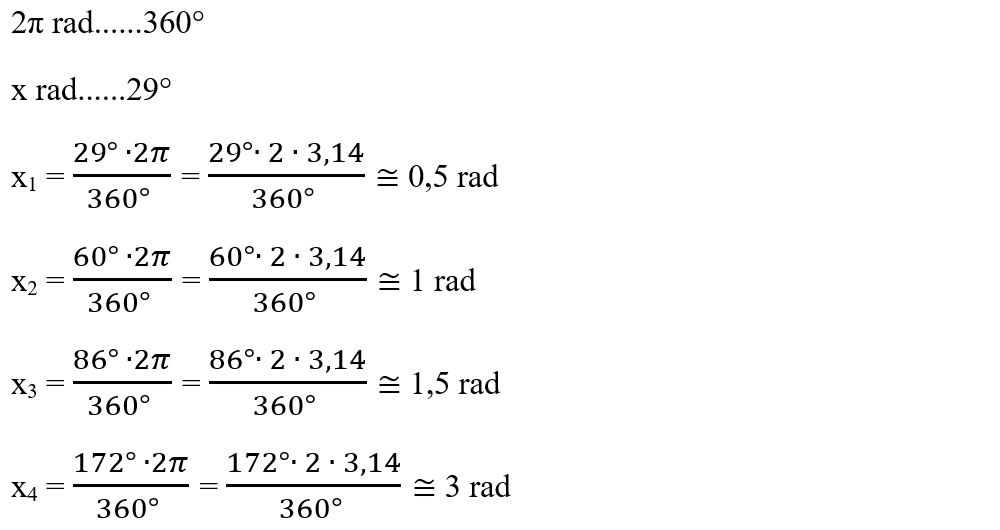 2π rad......360°
x rad......29°
x₁ = 29° ·2π / 360° = 29°· 2 · 3,14 / 360° ≅ 0,5 rad
x₂ = 60° ·2π / 360° = 60°· 2 · 3,14 / 360° ≅ 1 rad
x₃ = 86° ·2π / 360° = 86°· 2 · 3,14 / 360° ≅ 1,5 rad
x₄ = 172° ·2π / 360° = 172°· 2 · 3,14 / 360° ≅ 3 rad